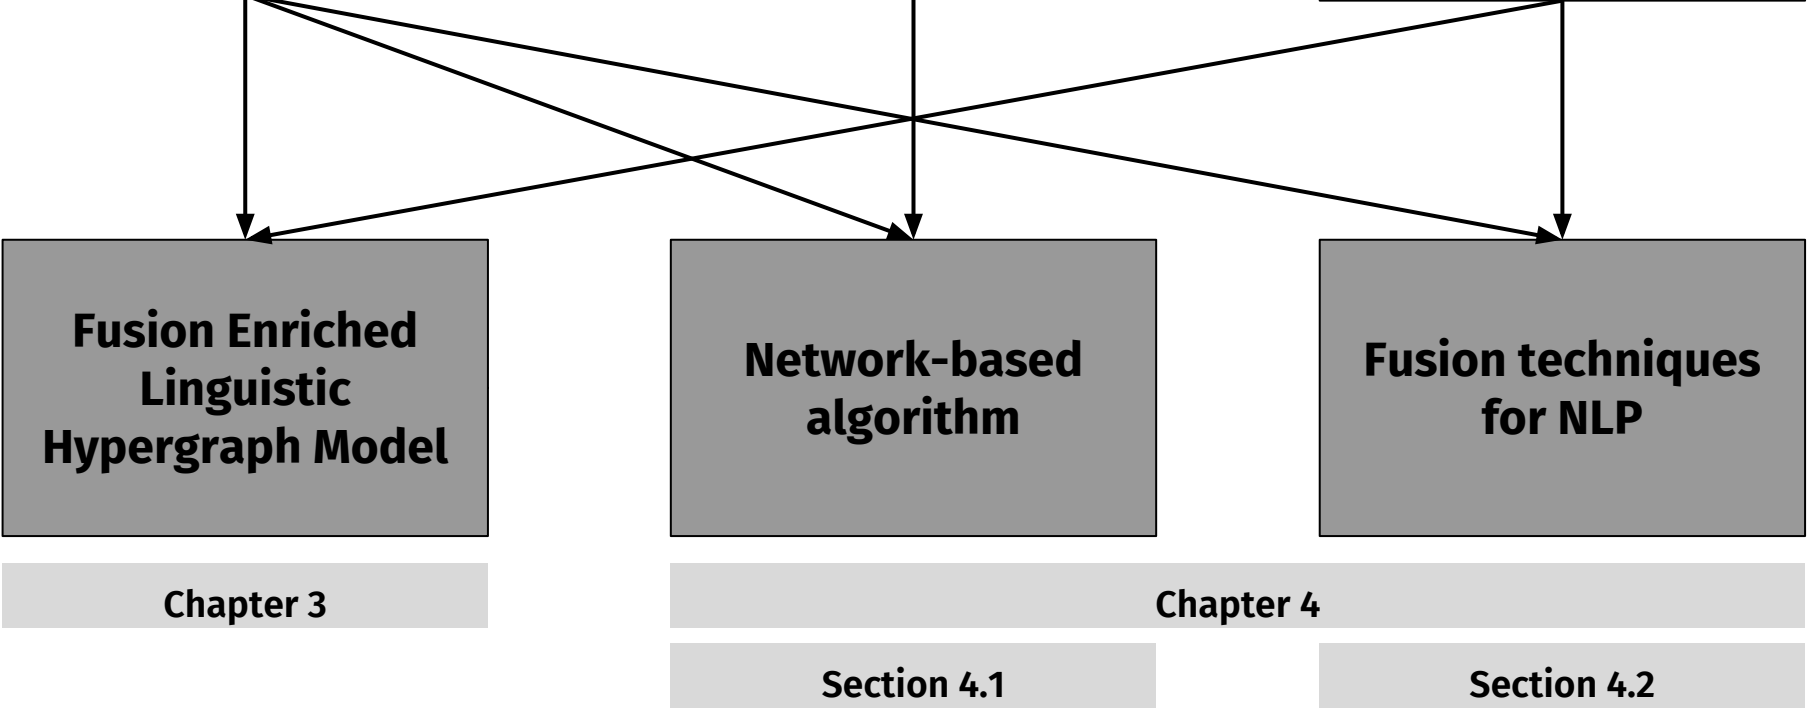 Fusion Enriched
Linguistic
Hypergraph Model
Network-based
algorithm
Fusion techniques
for NLP
Chapter 3
Chapter 4
Section 4.1
Section 4.2